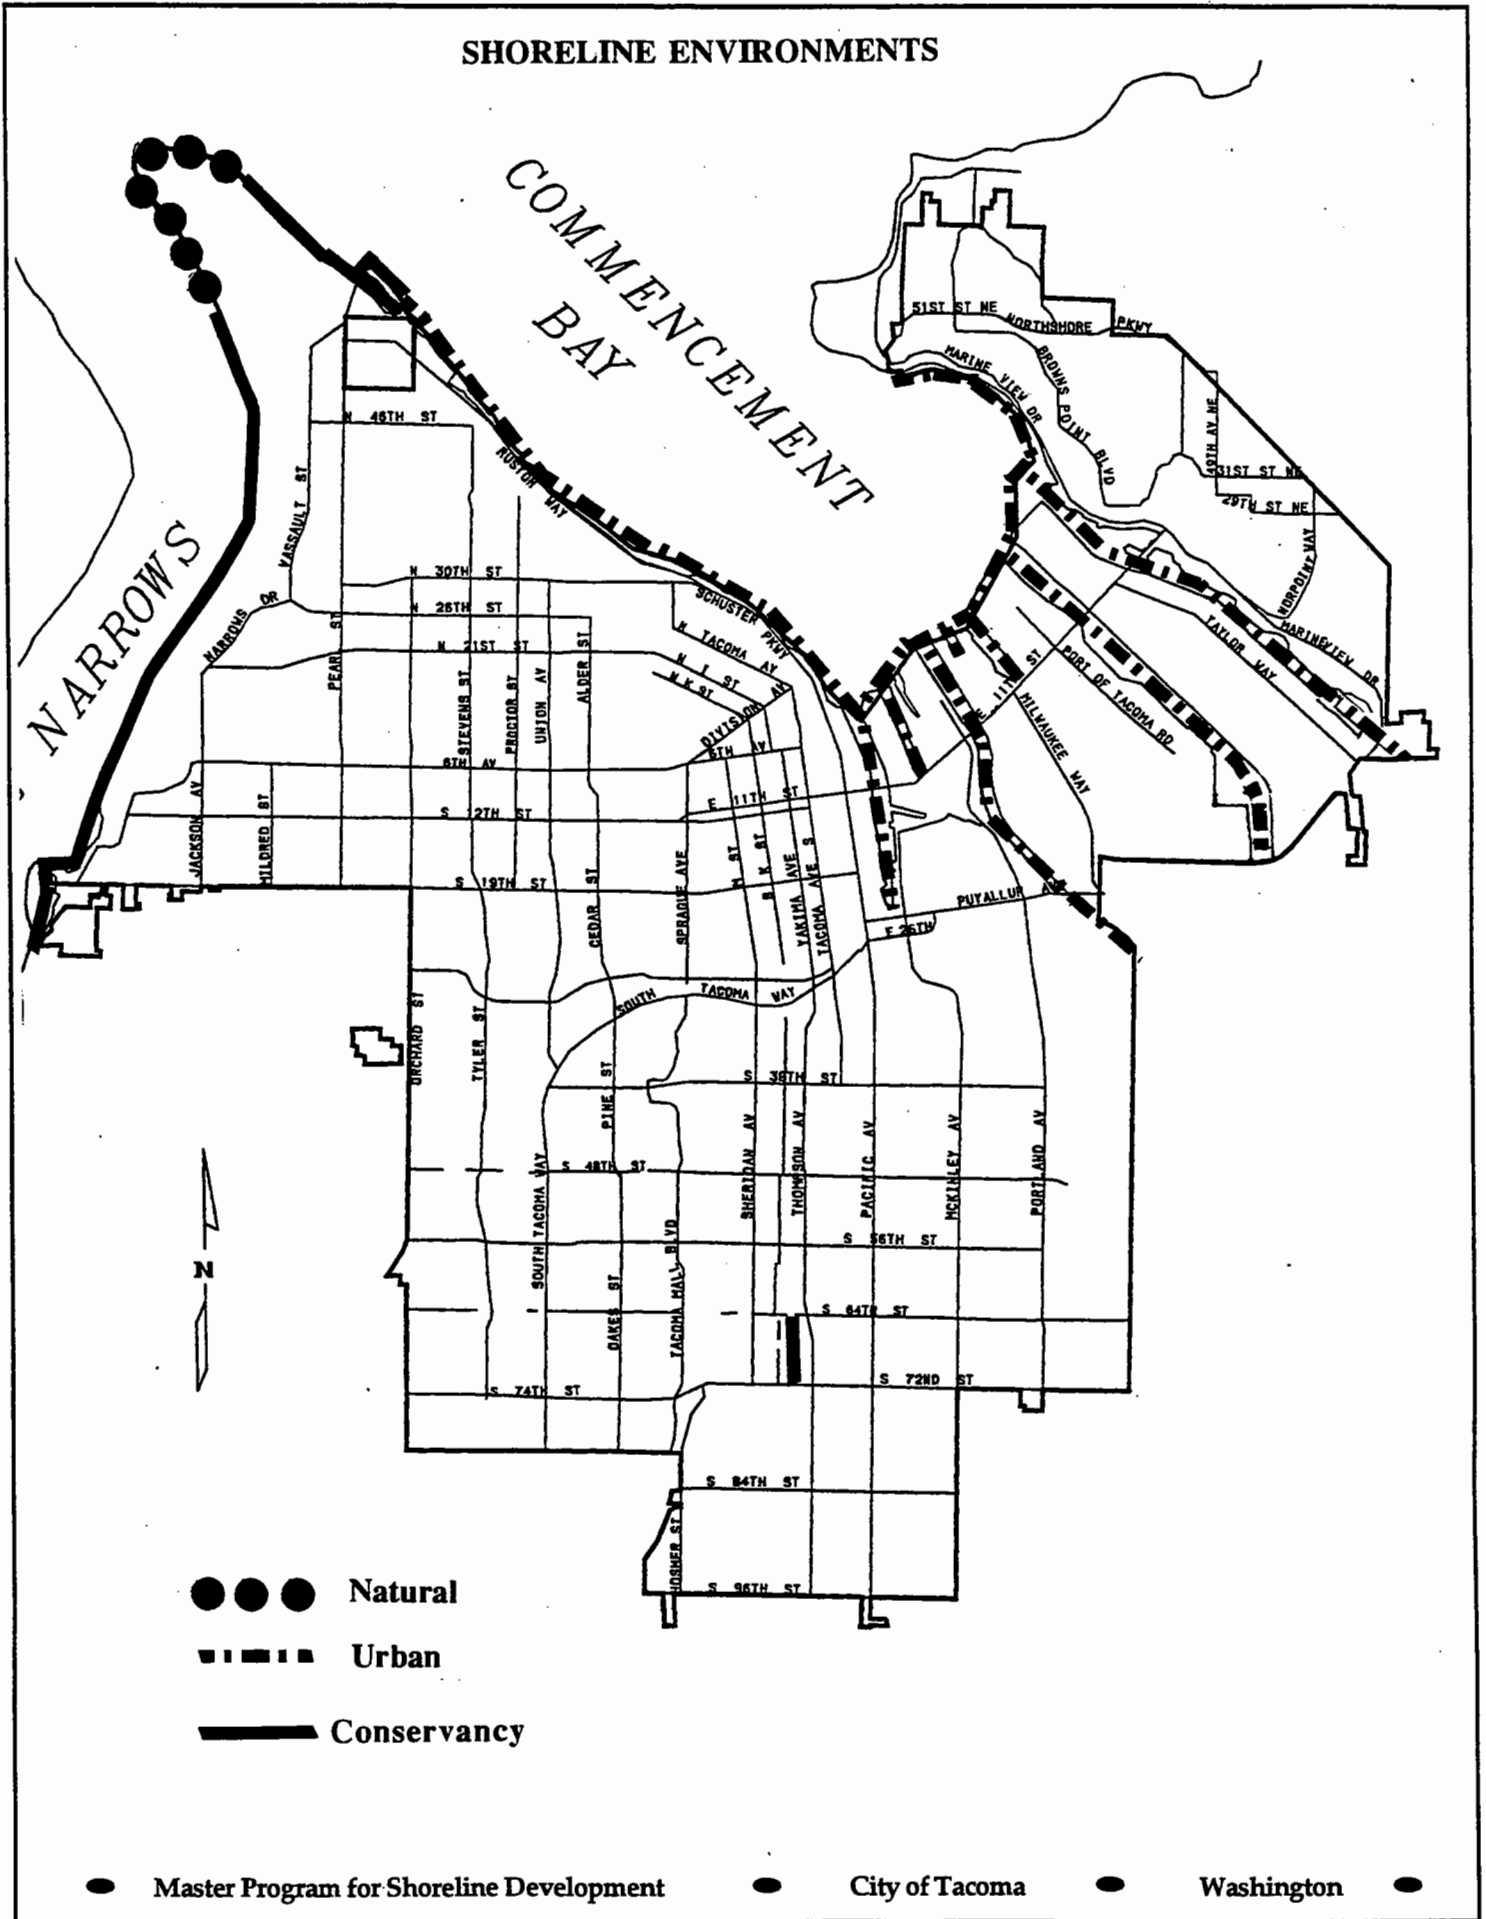 SHORELINE ENVIRONMENTS
COMMENCEMENT
BAY
NARROWS
51ST ST NE
NORTHSHORE PKWY
MARINE VIEW DR
BROWNS POINT BLVD
49TH AV NE
31ST ST NE
29TH ST NE
NORPOINT WAY
MARINEVIEW DR
TAYLOR WAY
PORT OF TACOMA RD
E 11TH ST
MILWAUKEE WAY
N 46TH ST
RUSTON WAY
VASSAULT ST
N 30TH ST
NARROWS DR
N 26TH ST
SCHUSTER PKWY
PEARL ST
N 21ST ST
N TACOMA AV
N I ST
N K ST
STEVENS ST
PROCTOR ST
UNION AV
ALDER ST
DIVISION AV
6TH AV
6TH AV
E 11TH ST
S 12TH ST
JACKSON AV
MILDRED ST
S 19TH ST
CEDAR ST
SPRAGUE AVE
M ST
S K ST
YAKIMA AVE
TACOMA AVE S
PUYALLUP AV
E 26TH
SOUTH TACOMA WAY
ORCHARD ST
TYLER ST
PINE ST
S 38TH ST
SHERIDAN AV
THOMPSON AV
PACIFIC AV
MCKINLEY AV
PORTLAND AV
S 48TH ST
SOUTH TACOMA WAY
S 56TH ST
N
OAKES ST
TACOMA MALL BLVD
S 64TH ST
S 72ND ST
S 74TH ST
S 84TH ST
HOSMER ST
S 96TH ST
Natural
Urban
Conservancy
Master Program for Shoreline Development City of Tacoma Washington